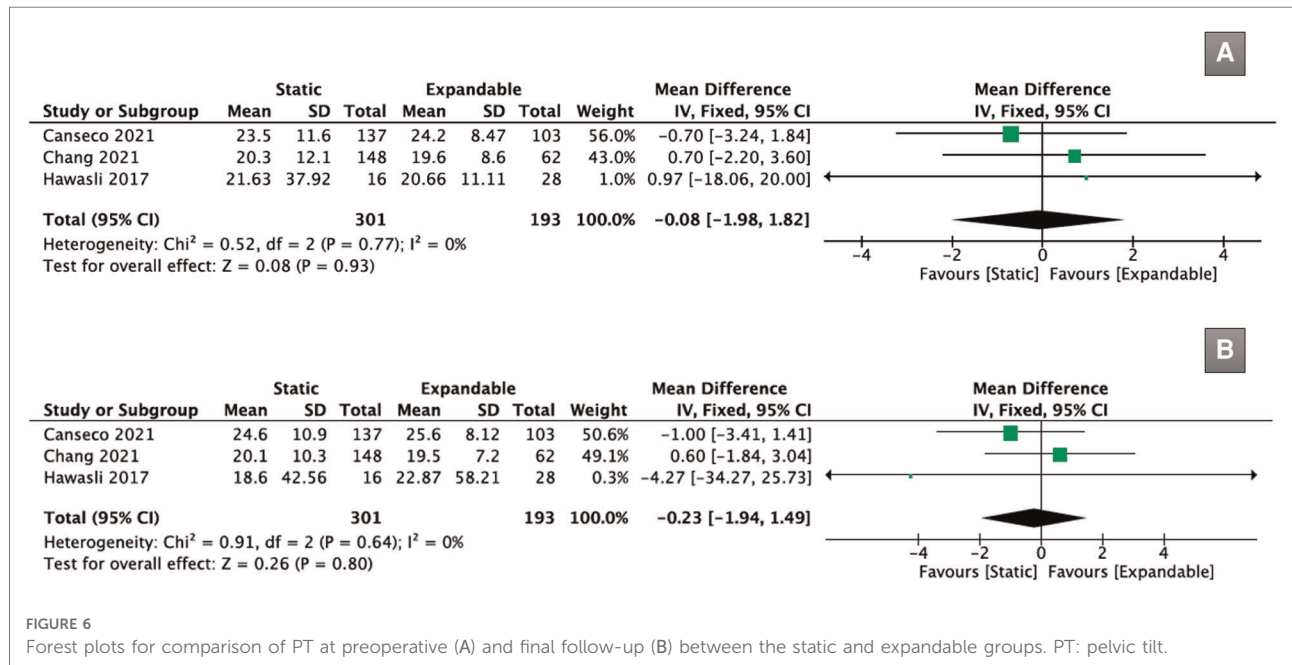 A
Static Expandable Mean Difference Mean Difference
Study or Subgroup Mean SD Total Mean SD Total Weight IV, Fixed, 95% CI IV, Fixed, 95% CI
Canseco 2021 23.5 11.6 137 24.2 8.47 103 56.0% −0.70 [−3.24, 1.84]
Chang 2021 20.3 12.1 148 19.6 8.6 62 43.0% 0.70 [−2.20, 3.60]
Hawasli 2017 21.63 37.92 16 20.66 11.11 28 1.0% 0.97 [−18.06, 20.00]
Total (95% CI) 301 193 100.0% −0.08 [−1.98, 1.82]
Heterogeneity: Chi² = 0.52, df = 2 (P = 0.77); I² = 0%
Test for overall effect: Z = 0.08 (P = 0.93)
−4 −2 0 2 4
Favours [Static] Favours [Expandable]
B
Static Expandable Mean Difference Mean Difference
Study or Subgroup Mean SD Total Mean SD Total Weight IV, Fixed, 95% CI IV, Fixed, 95% CI
Canseco 2021 24.6 10.9 137 25.6 8.12 103 50.6% −1.00 [−3.41, 1.41]
Chang 2021 20.1 10.3 148 19.5 7.2 62 49.1% 0.60 [−1.84, 3.04]
Hawasli 2017 18.6 42.56 16 22.87 58.21 28 0.3% −4.27 [−34.27, 25.73]
Total (95% CI) 301 193 100.0% −0.23 [−1.94, 1.49]
Heterogeneity: Chi² = 0.91, df = 2 (P = 0.64); I² = 0%
Test for overall effect: Z = 0.26 (P = 0.80)
−4 −2 0 2 4
Favours [Static] Favours [Expandable]
FIGURE 6
Forest plots for comparison of PT at preoperative (A) and final follow-up (B) between the static and expandable groups. PT: pelvic tilt.